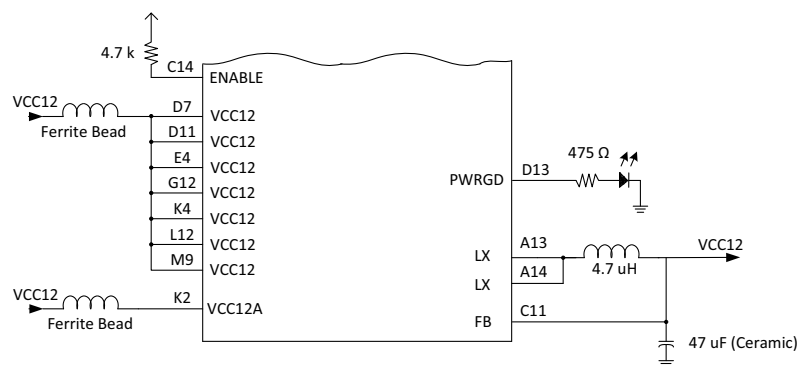 4.7 k
C14
ENABLE
VCC12
Ferrite Bead
D7
VCC12
D11
VCC12
E4
VCC12
G12
VCC12
K4
VCC12
L12
VCC12
M9
VCC12
VCC12
Ferrite Bead
K2
VCC12A
PWRGD
D13
475 Ω
LX
A13
4.7 uH
VCC12
LX
A14
FB
C11
47 uF (Ceramic)